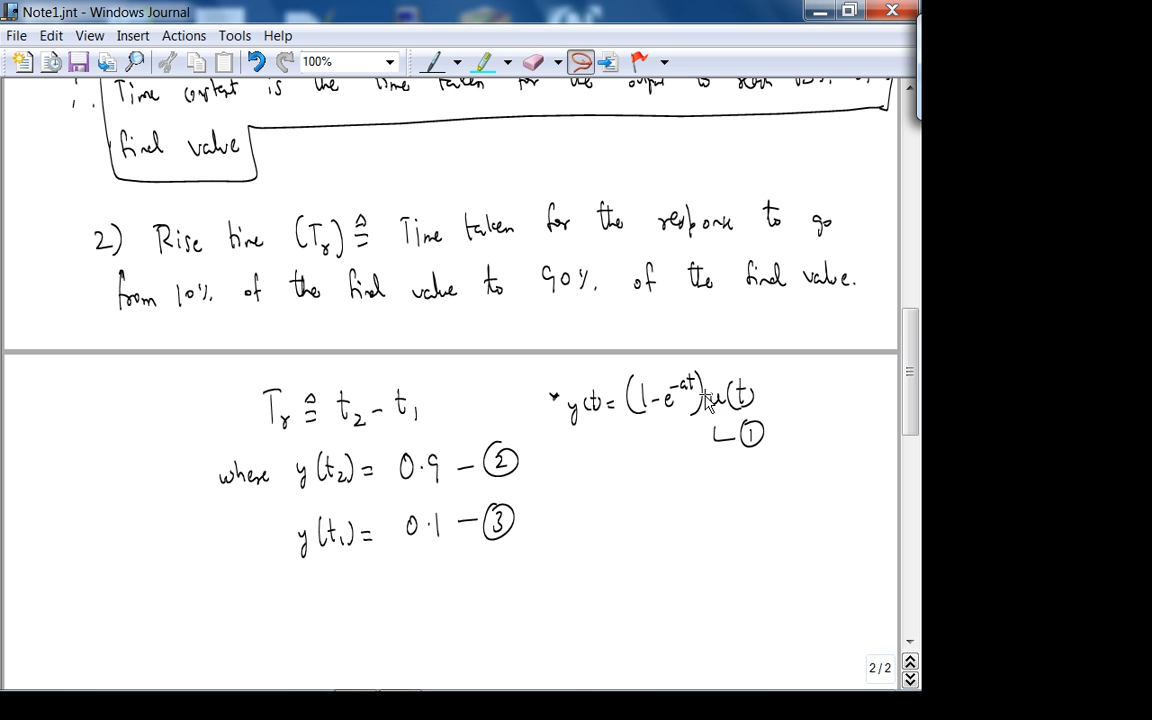 Note1.jnt - Windows Journal
File Edit View Insert Actions Tools Help
100%
∴ Time constant is the time taken for the output to reach
final value
2) Rise time (Tr) ≙ Time taken for the response to go
from 10% of the final value to 90% of the final value.
Tr ≙ t2 - t1
* y(t) = (1-e^-at)u(t)
①
where y(t2) = 0.9 - ②
y(t1) = 0.1 - ③
2/2